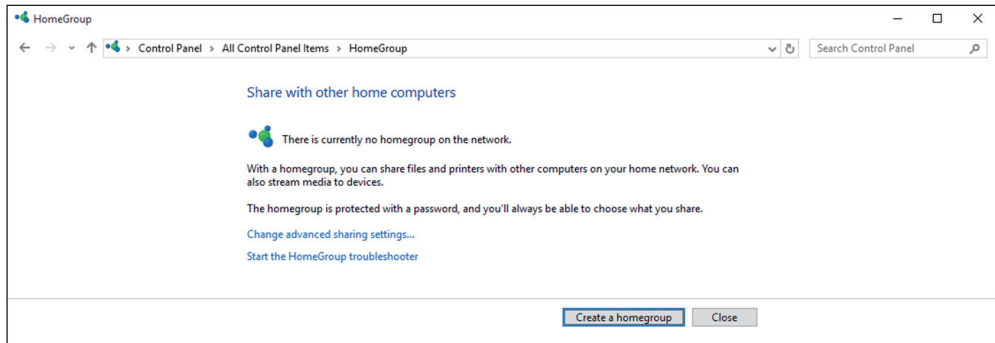 HomeGroup
Control Panel > All Control Panel Items > HomeGroup
Search Control Panel
Share with other home computers
There is currently no homegroup on the network.
With a homegroup, you can share files and printers with other computers on your home network. You can
also stream media to devices.
The homegroup is protected with a password, and you'll always be able to choose what you share.
Change advanced sharing settings...
Start the HomeGroup troubleshooter
Create a homegroup
Close